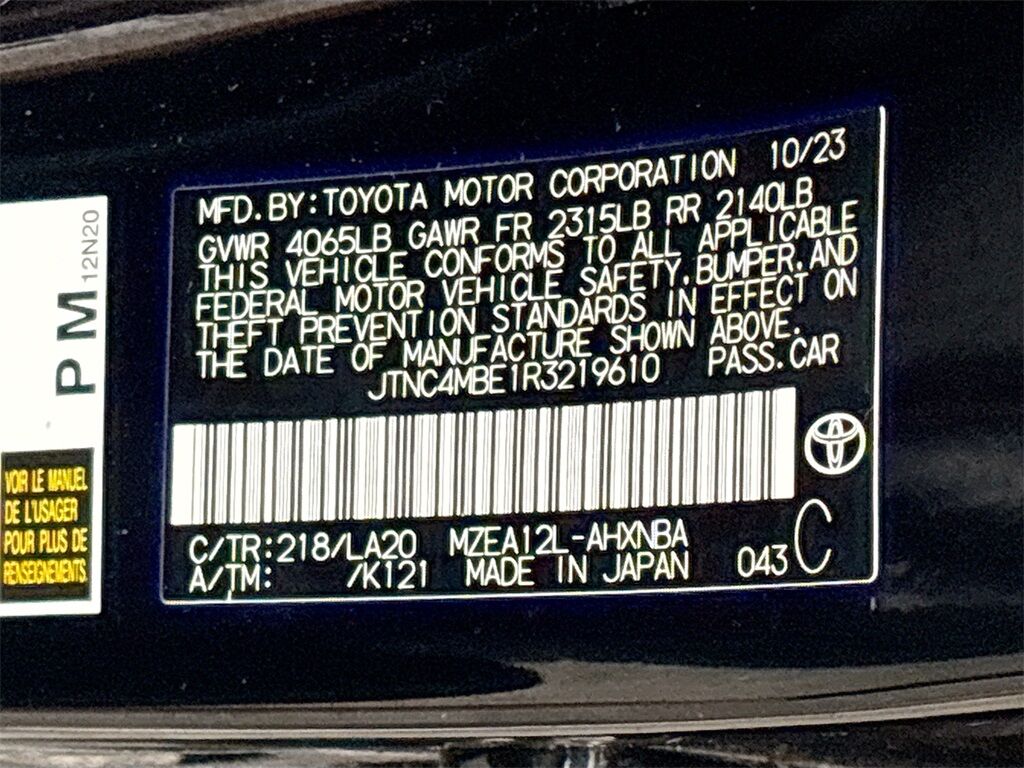 MFD.BY:TOYOTA MOTOR CORPORATION 10/23
GVWR 4065LB GAWR FR 2315LB RR 2140LB
THIS VEHICLE CONFORMS TO ALL APPLICABLE
FEDERAL MOTOR VEHICLE SAFETY,BUMPER,AND
THEFT PREVENTION STANDARDS IN EFFECT ON
THE DATE OF MANUFACTURE SHOWN ABOVE.
JTNC4MBE1R3219610 PASS.CAR
C/TR:218/LA20 MZEA12L-AHXNBA
A/TM: /K121 MADE IN JAPAN 043 C
PM 12N20
VOIR LE MANUEL
DE L'USAGER
POUR PLUS DE
RENSEIGNEMENTS.